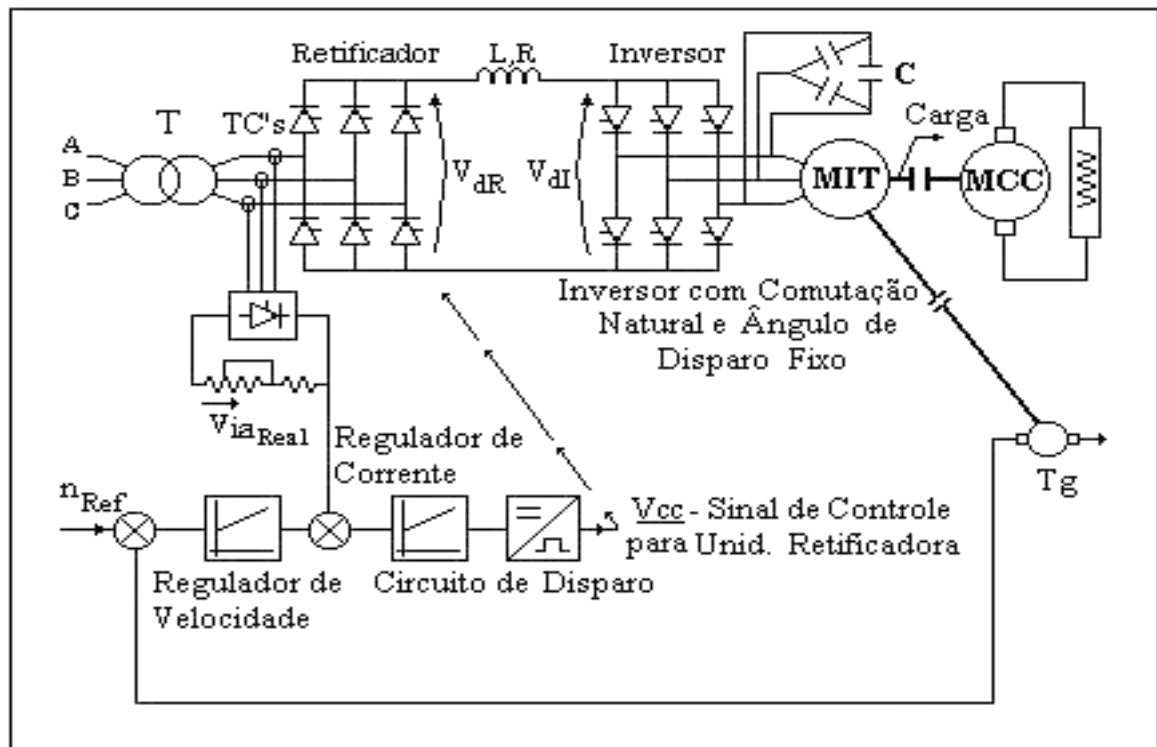 Retificador
L,R
Inversor
C
T
TC's
Carga
A
B
C
V_dR
V_dI
MIT
MCC
Inversor com Comutação
Natural e Ângulo de
Disparo Fixo
Via_Real
Regulador de
Corrente
Tg
n_Ref
Vcc - Sinal de Controle
para Unid. Retificadora
Regulador de
Velocidade
Circuito de Disparo